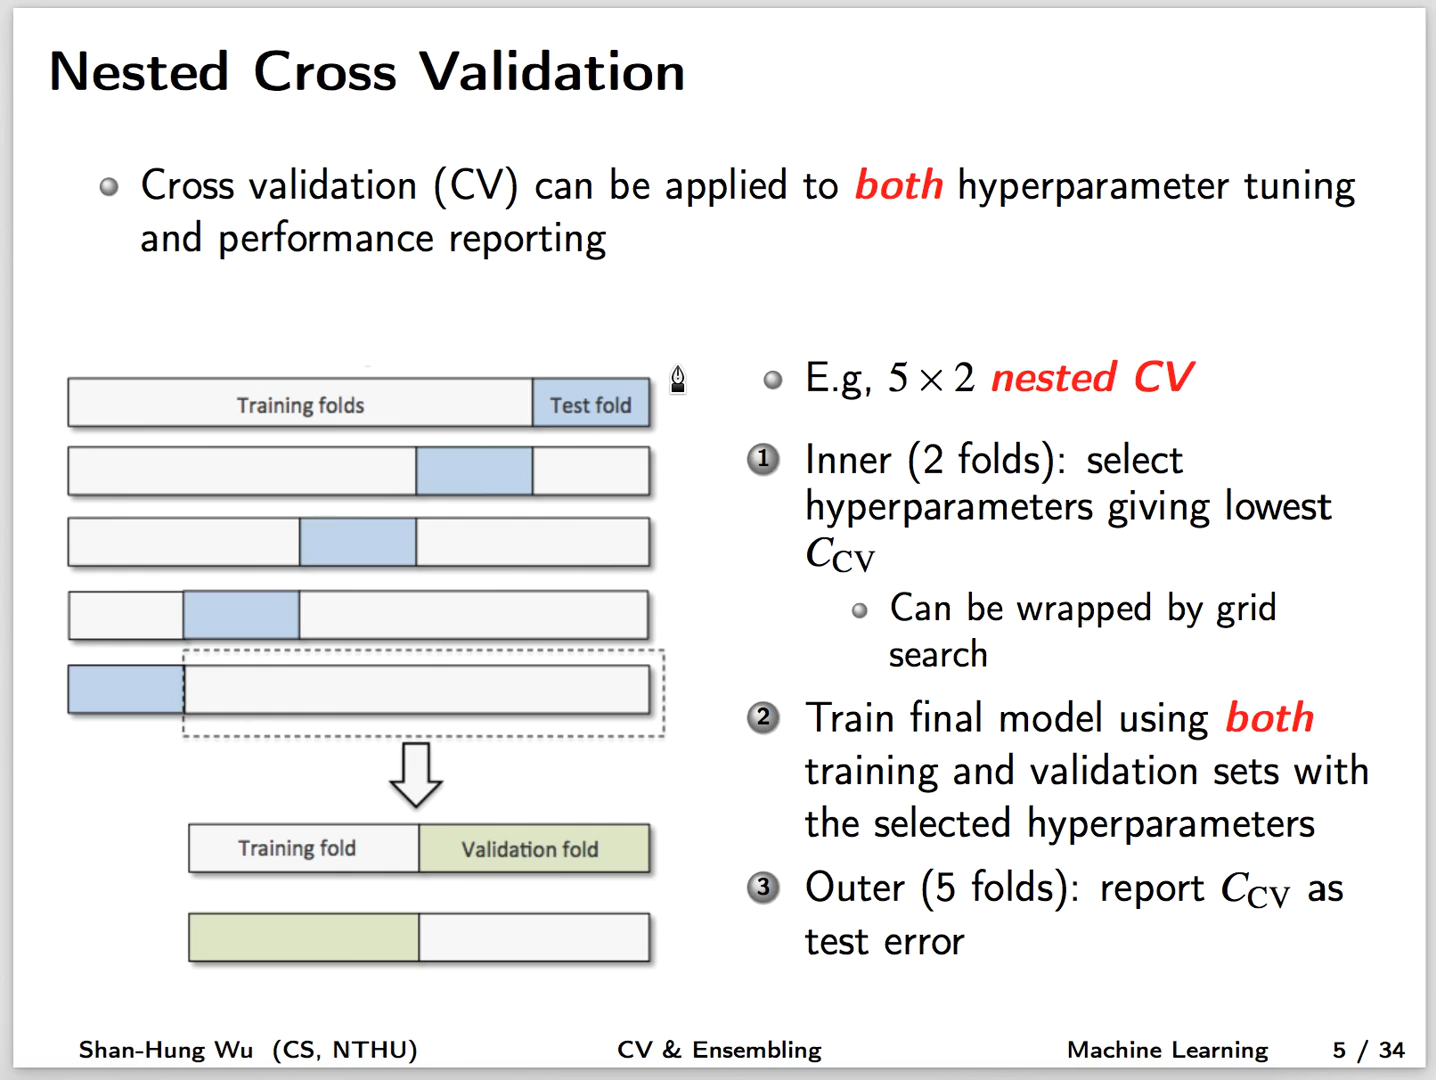 Nested Cross Validation
Cross validation (CV) can be applied to both hyperparameter tuning
and performance reporting
Training folds
Test fold
Training fold
Validation fold
E.g, 5 × 2 nested CV
1 Inner (2 folds): select
hyperparameters giving lowest
C_CV
Can be wrapped by grid
search
2 Train final model using both
training and validation sets with
the selected hyperparameters
3 Outer (5 folds): report C_CV as
test error
Shan-Hung Wu (CS, NTHU)
CV & Ensembling
Machine Learning
5 / 34